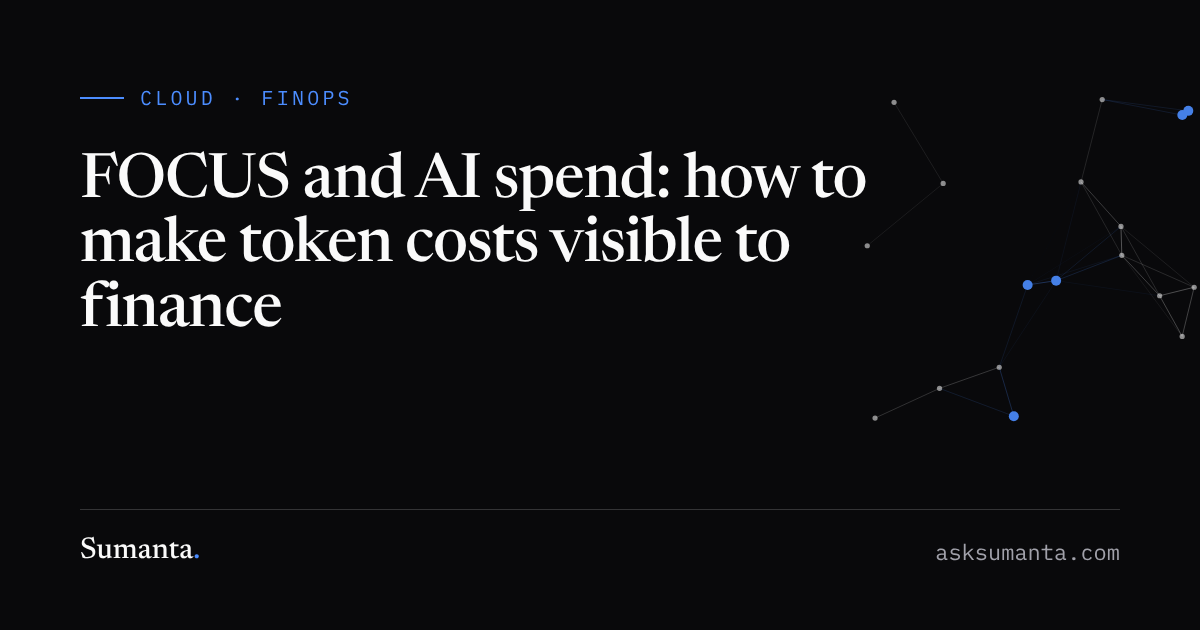 CLOUD · FINOPS
FOCUS and AI spend: how to
make token costs visible to
finance
Sumanta.
asksumanta.com